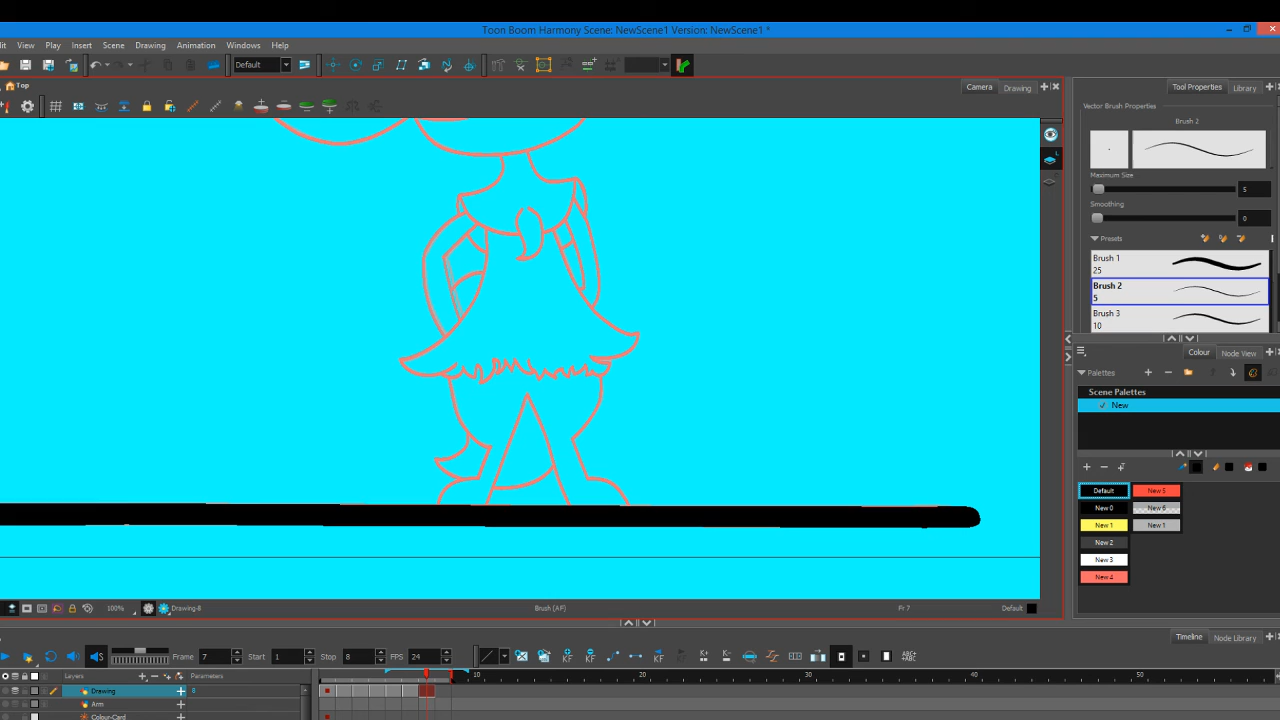 Toon Boom Harmony Scene: NewScene1 Version: NewScene1 *
View Play Insert Scene Drawing Animation Windows Help
Default
Top
Camera Drawing
Tool Properties Library
Vector Brush Properties
Brush 2
Maximum Size
5
Smoothing
0
Presets
Brush 1
25
Brush 2
5
Brush 3
10
Colour Node View
Palettes
Scene Palettes
New
Default New 5
New 0 New 6
New 1 New 1
New 2
New 3
New 4
100% Drawing-8 Brush (AF) Fr 7 Default
Timeline Node Library
Frame 7 Start 1 Stop 8 FPS 24
Layers Parameters
10 20 30 40 50
Drawing 8
Arm
Colour-Card